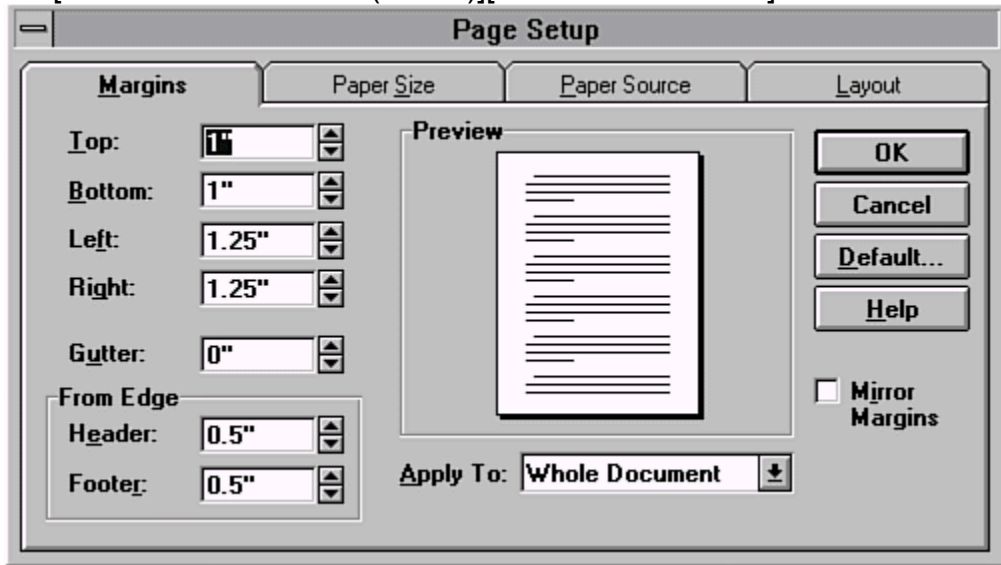 Page Setup
Margins Paper Size Paper Source Layout
Top: 1"
Bottom: 1"
Left: 1.25"
Right: 1.25"
Gutter: 0"
From Edge
Header: 0.5"
Footer: 0.5"
Preview
Apply To: Whole Document
OK
Cancel
Default...
Help
Mirror
Margins